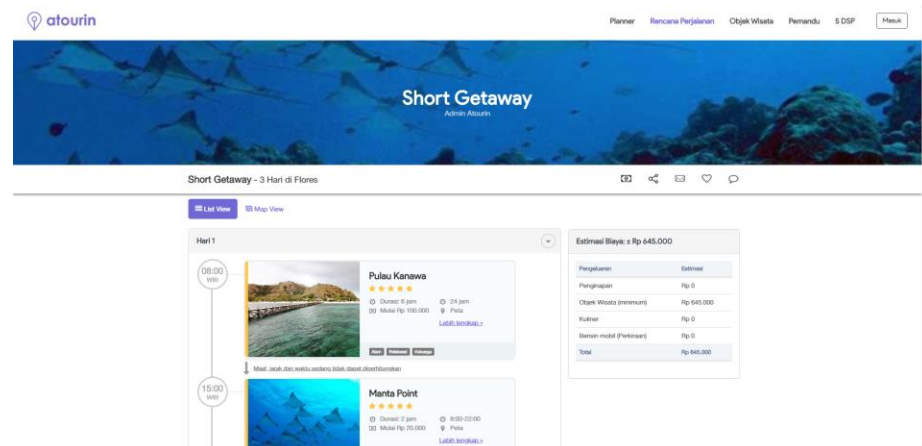 atourin
Planner Rencana Perjalanan Objek Wisata Pemandu 5 DSP Masuk
Short Getaway
Admin Atourin
Short Getaway - 3 Hari di Flores
List View Map View
Hari 1
08:00
WIB
Pulau Kanawa
Durasi: 6 jam 24 jam
Mulai Rp 100.000 Peta
Lebih lengkap »
Alam Rekreasi Keluarga
Maaf, jarak dan waktu sedang tidak dapat diperhitungkan
15:00
WIB
Manta Point
Durasi: 2 jam 8:00-22:00
Mulai Rp 20.000 Peta
Lebih lengkap »
Estimasi Biaya: ± Rp 645.000
Pengeluaran Estimasi
Penginapan Rp 0
Objek Wisata (minimum) Rp 645.000
Kuliner Rp 0
Bensin mobil (Perkiraan) Rp 0
Total Rp 645.000